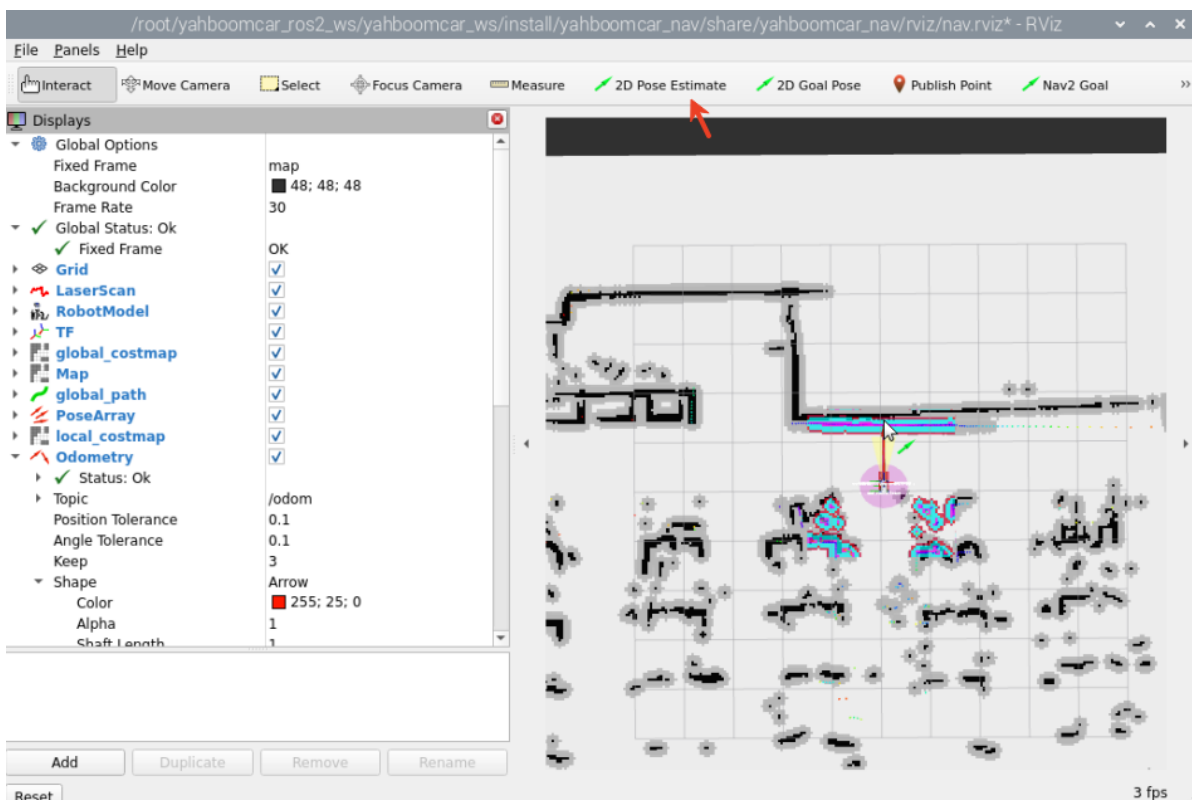 /root/yahboomcar_ros2_ws/yahboomcar_ws/install/yahboomcar_nav/share/yahboomcar_nav/rviz/nav.rviz* - RViz
File Panels Help
Interact Move Camera Select Focus Camera Measure 2D Pose Estimate 2D Goal Pose Publish Point Nav2 Goal »
Displays
Global Options
Fixed Frame map
Background Color 48; 48; 48
Frame Rate 30
Global Status: Ok
Fixed Frame OK
Grid
LaserScan
RobotModel
TF
global_costmap
Map
global_path
PoseArray
local_costmap
Odometry
Status: Ok
Topic /odom
Position Tolerance 0.1
Angle Tolerance 0.1
Keep 3
Shape Arrow
Color 255; 25; 0
Alpha 1
Shaft Length 1
Add Duplicate Remove Rename
Reset 3 fps